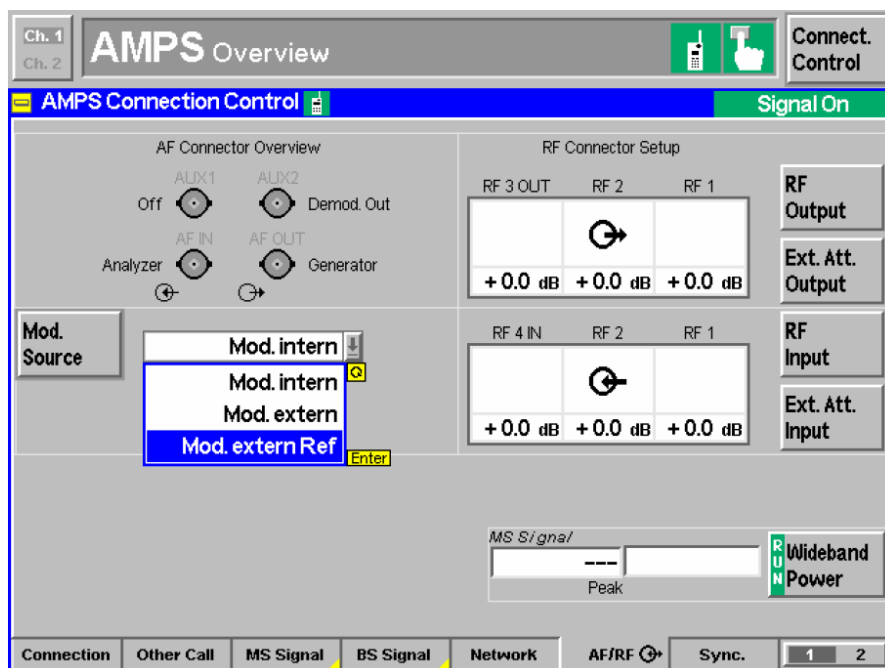 Ch. 1
Ch. 2
AMPS Overview
Connect.
Control
AMPS Connection Control
Signal On
AF Connector Overview
AUX1 AUX2
Off Demod. Out
AF IN AF OUT
Analyzer Generator
RF Connector Setup
RF 3 OUT RF 2 RF 1
+ 0.0 dB + 0.0 dB + 0.0 dB
RF
Output
Ext. Att.
Output
Mod.
Source
Mod. intern
Mod. intern
Mod. extern
Mod. extern Ref
Enter
RF 4 IN RF 2 RF 1
+ 0.0 dB + 0.0 dB + 0.0 dB
RF
Input
Ext. Att.
Input
MS Signal
---
Peak
RUN
Wideband
Power
Connection Other Call MS Signal BS Signal Network AF/RF Sync. 1 2